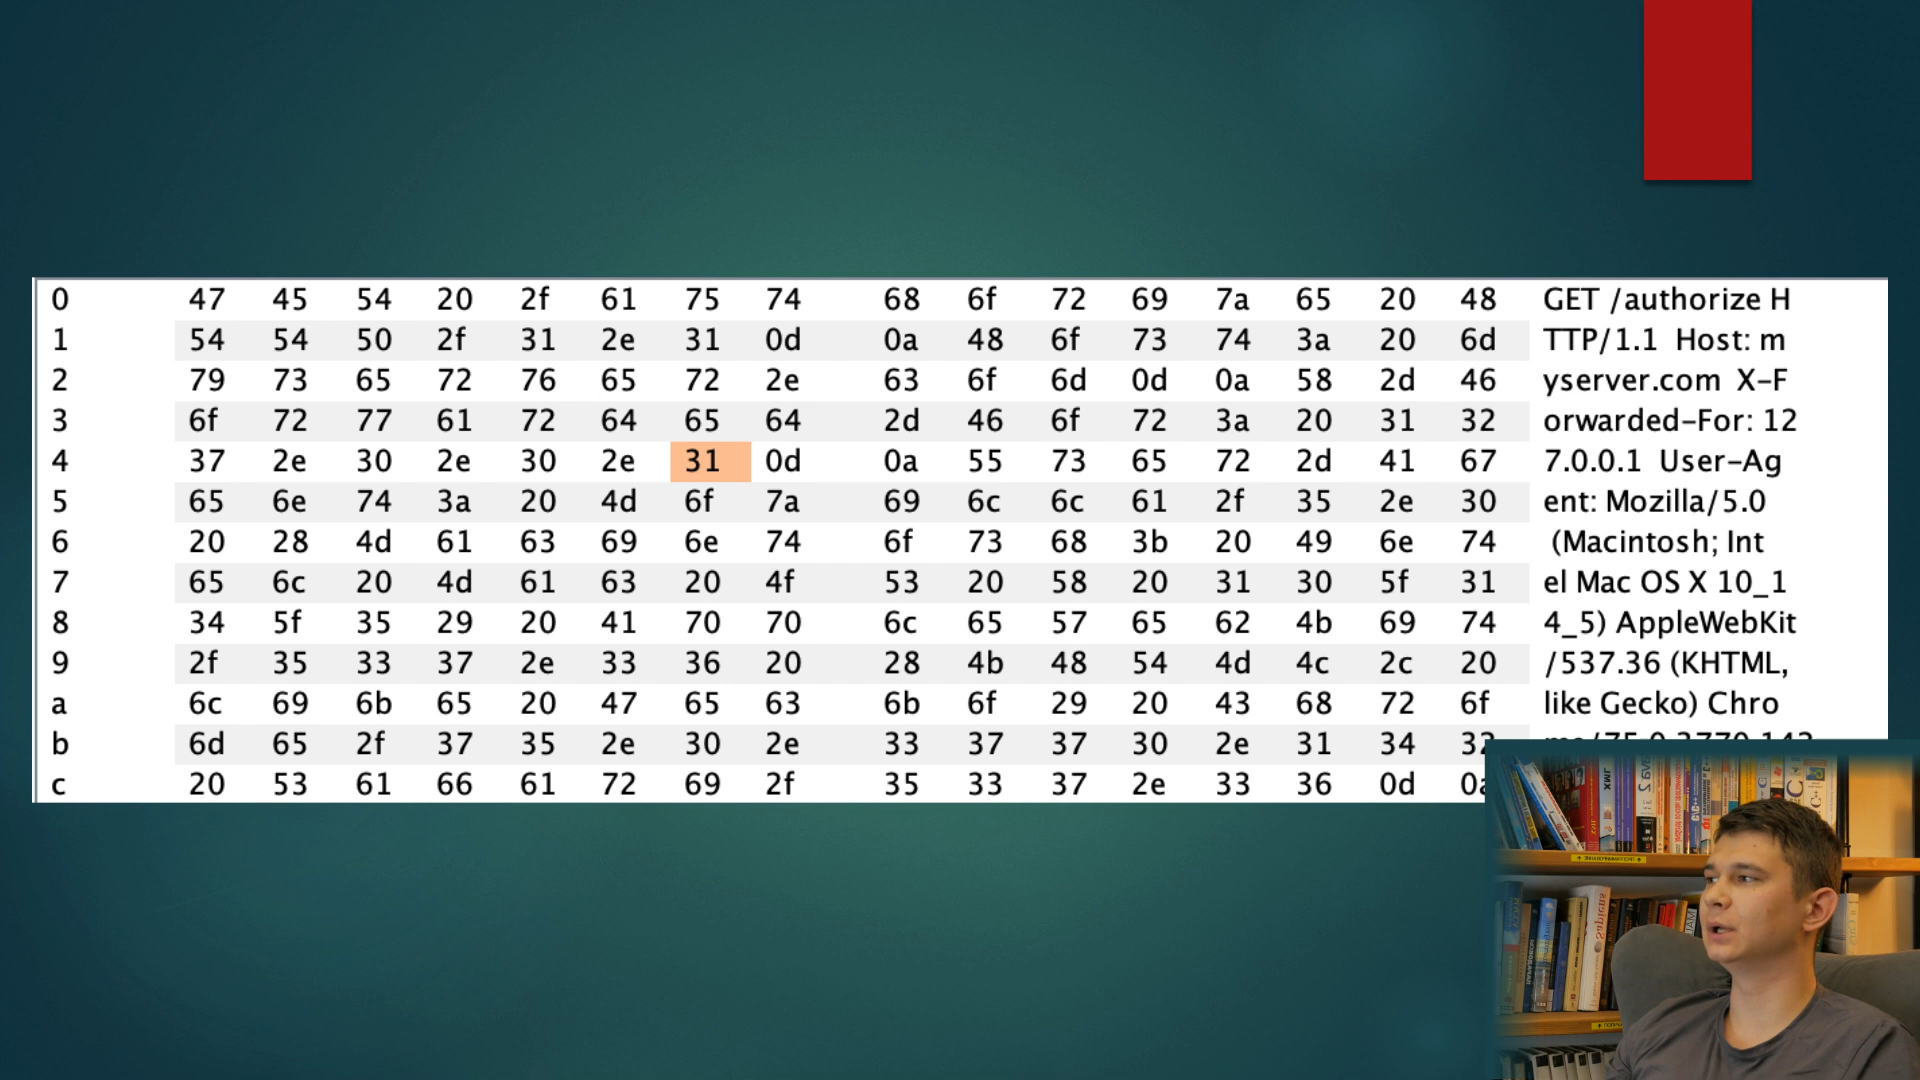 0 47 45 54 20 2f 61 75 74 68 6f 72 69 7a 65 20 48 GET /authorize H
1 54 54 50 2f 31 2e 31 0d 0a 48 6f 73 74 3a 20 6d TTP/1.1 Host: m
2 79 73 65 72 76 65 72 2e 63 6f 6d 0d 0a 58 2d 46 yserver.com X-F
3 6f 72 77 61 72 64 65 64 2d 46 6f 72 3a 20 31 32 orwarded-For: 12
4 37 2e 30 2e 30 2e 31 0d 0a 55 73 65 72 2d 41 67 7.0.0.1 User-Ag
5 65 6e 74 3a 20 4d 6f 7a 69 6c 6c 61 2f 35 2e 30 ent: Mozilla/5.0
6 20 28 4d 61 63 69 6e 74 6f 73 68 3b 20 49 6e 74 (Macintosh; Int
7 65 6c 20 4d 61 63 20 4f 53 20 58 20 31 30 5f 31 el Mac OS X 10_1
8 34 5f 35 29 20 41 70 70 6c 65 57 65 62 4b 69 74 4_5) AppleWebKit
9 2f 35 33 37 2e 33 36 20 28 4b 48 54 4d 4c 2c 20 /537.36 (KHTML,
a 6c 69 6b 65 20 47 65 63 6b 6f 29 20 43 68 72 6f like Gecko) Chro
b 6d 65 2f 37 35 2e 30 2e 33 37 37 30 2e 31 34 32 me/75.0.3770.142
c 20 53 61 66 61 72 69 2f 35 33 37 2e 33 36 0d 0a
Sapiens